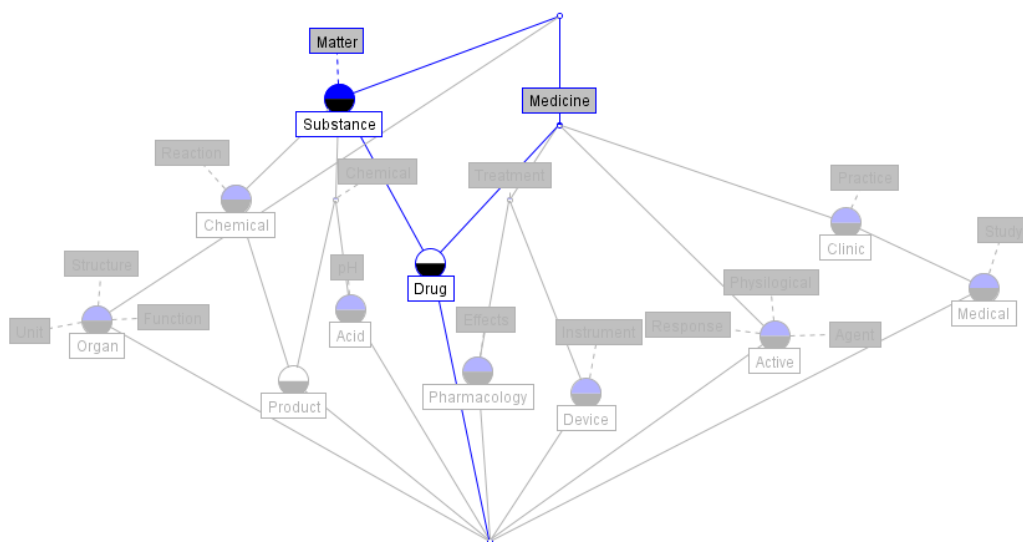 Matter
Medicine
Substance
Reaction
Chemical
Treatment
Practice
Chemical
Clinic
Study
Structure
pH
Drug
Physilogical
Medical
Unit
Function
Acid
Effects
Instrument
Response
Agent
Organ
Active
Product
Pharmacology
Device